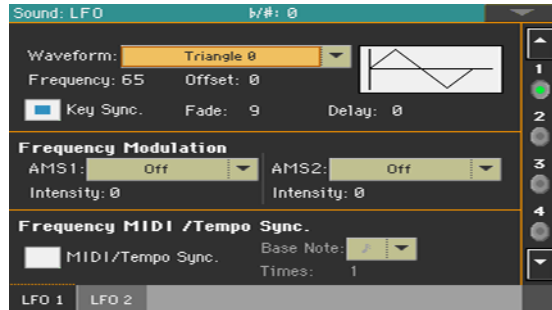 Sound: LFO ♭/#: 0
Waveform: Triangle 0
Frequency: 65 Offset: 0
Key Sync. Fade: 9 Delay: 0
Frequency Modulation
AMS1: Off AMS2: Off
Intensity: 0 Intensity: 0
Frequency MIDI /Tempo Sync.
MIDI/Tempo Sync. Base Note: ♪
Times: 1
LFO 1 LFO 2
1
2
3
4